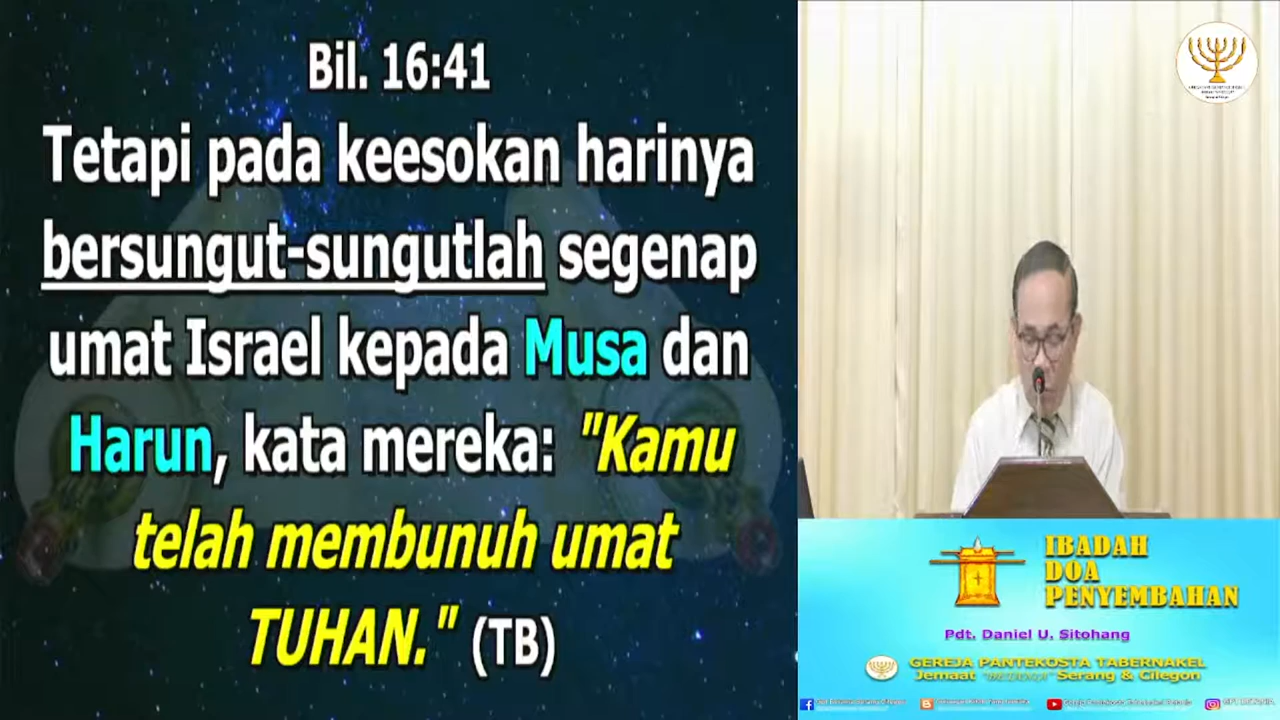 Bil. 16:41
Tetapi pada keesokan harinya
bersungut-sungutlah segenap
umat Israel kepada Musa dan
Harun, kata mereka: "Kamu
telah membunuh umat
TUHAN." (TB)
IBADAH
DOA
PENYEMBAHAN
Pdt. Daniel U. Sitohang
GEREJA PANTEKOSTA TABERNAKEL
Jemaat "BETANIA" Serang & Cilegon